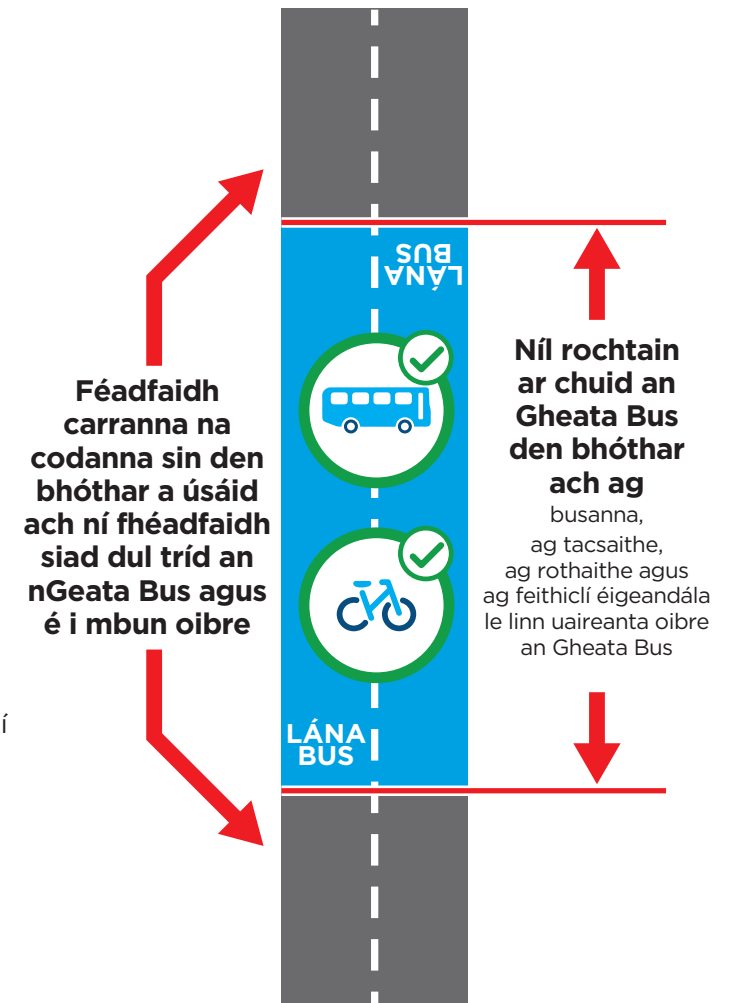 LÁNA
BUS
Féadfaidh
carranna na
codanna sin den
bhóthar a úsáid
ach ní fhéadfaidh
siad dul tríd an
nGeata Bus agus
é i mbun oibre
Níl rochtain
ar chuid an
Gheata Bus
den bhóthar
ach ag
busanna,
ag tacsaithe,
ag rothaithe agus
ag feithiclí éigeandála
le linn uaireanta oibre
an Gheata Bus
í
LÁNA
BUS